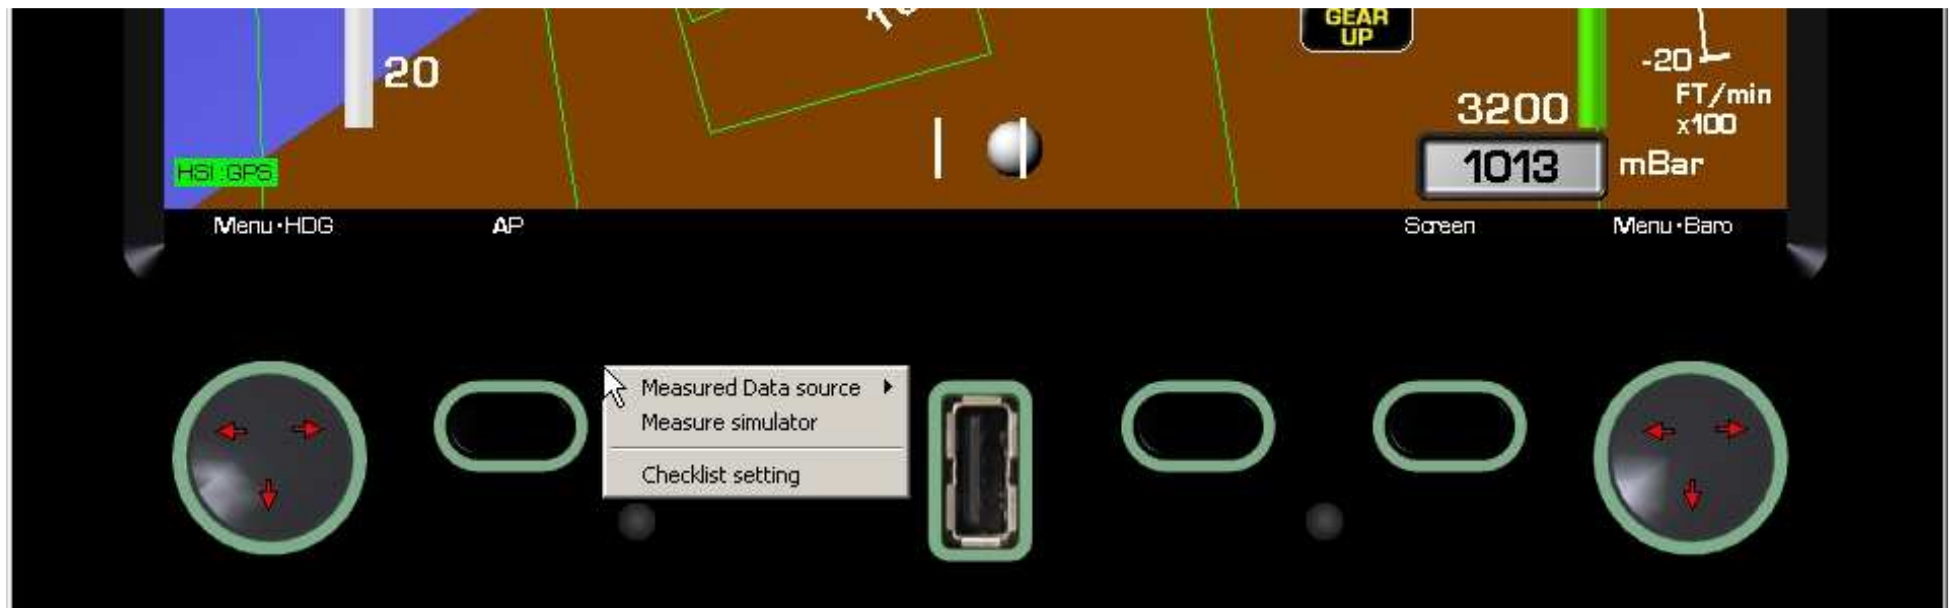 GEAR
UP
20
-20
FT/min
x100
3200
1013
mBar
HSI:GPS
Menu·HDG
AP
Screen
Menu·Baro
Measured Data source
Measure simulator
Checklist setting